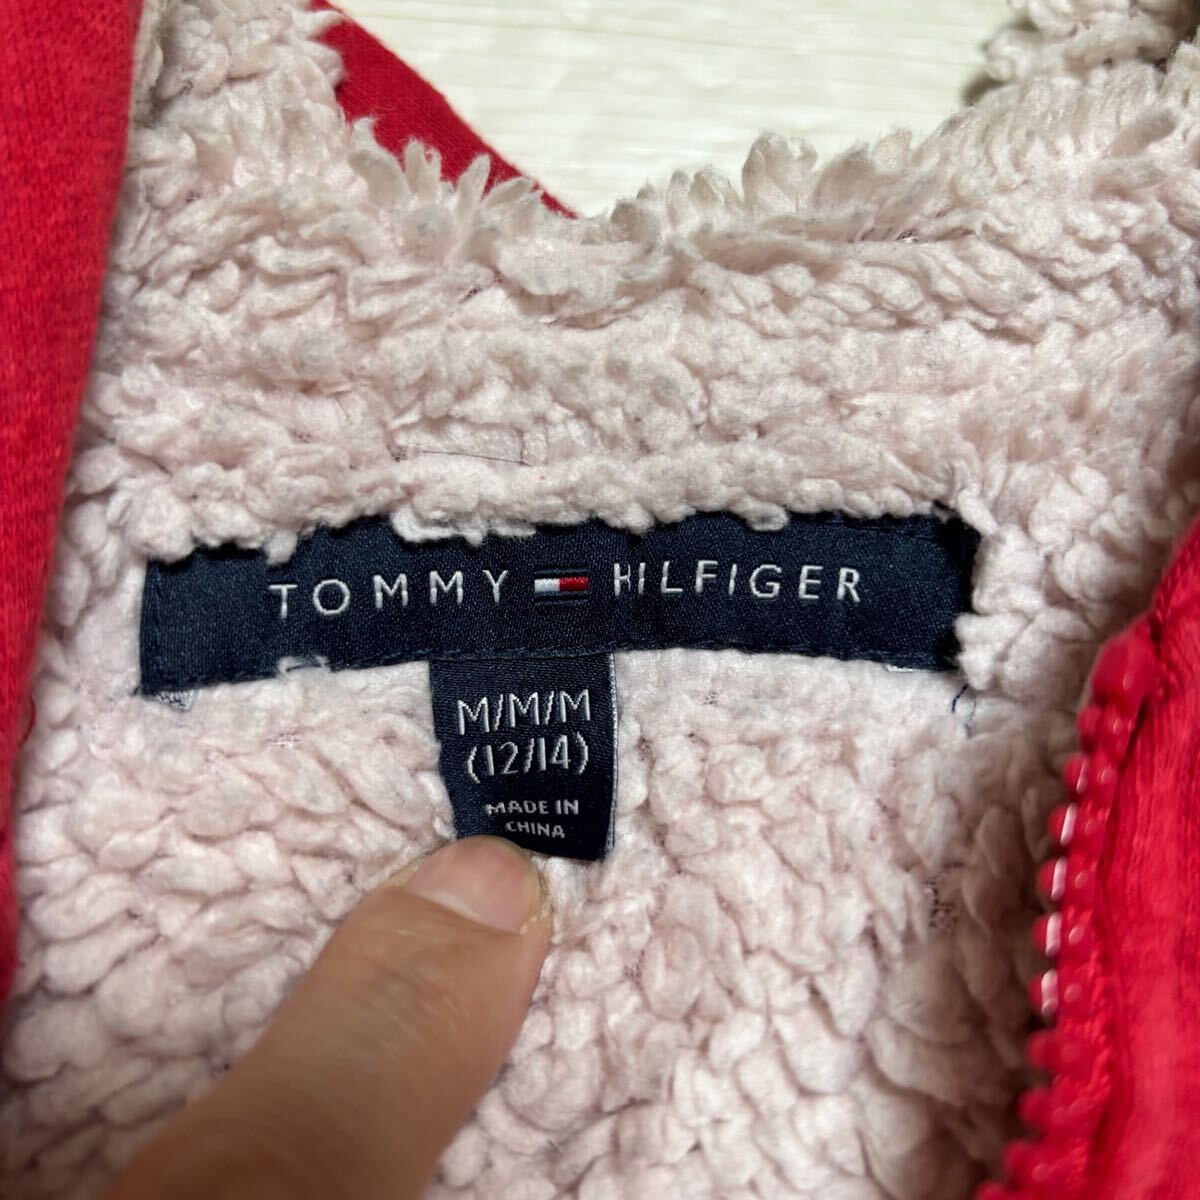 TOMMY HILFIGER
M/M/M
(12/14)
MADE IN
CHINA